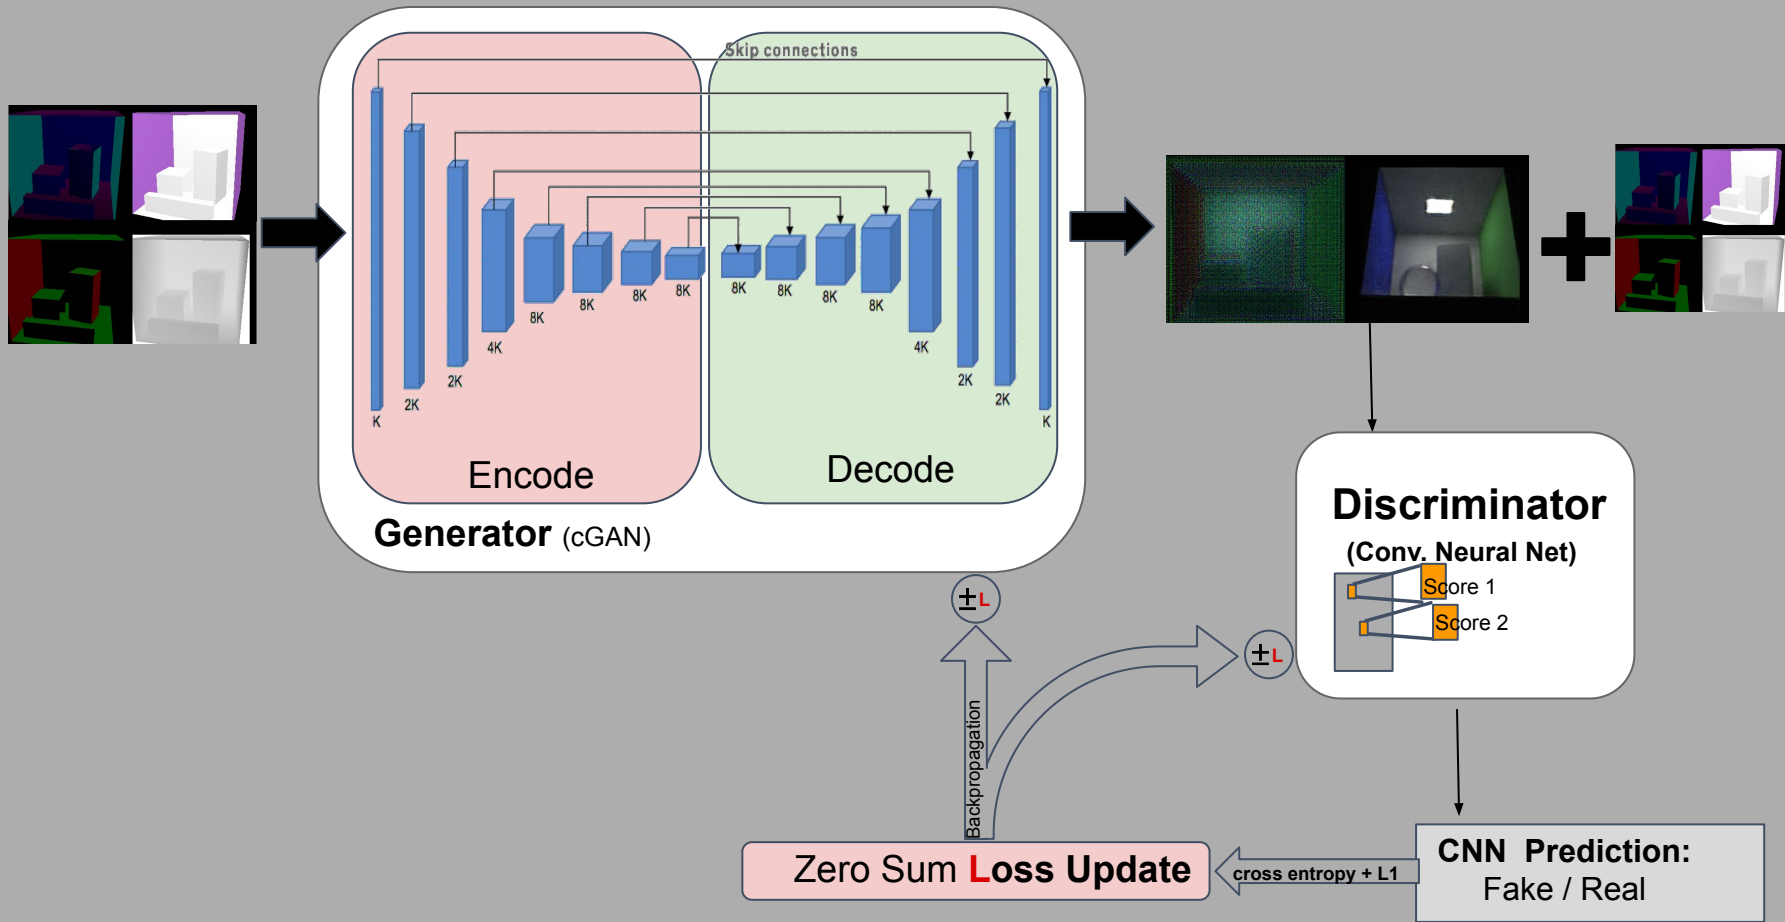 Skip connections
K
2K
2K
4K
8K
8K
8K
8K
8K
8K
8K
8K
4K
2K
2K
K
Encode
Decode
Generator (cGAN)
Discriminator
(Conv. Neural Net)
Score 1
Score 2
±L
±L
Backpropagation
Zero Sum Loss Update
cross entropy + L1
CNN Prediction:
Fake / Real